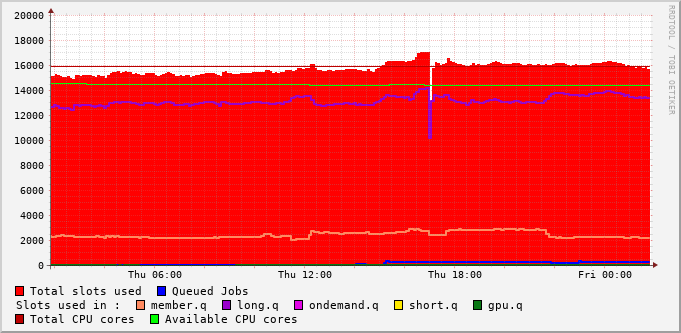 20000
18000
16000
14000
12000
10000
8000
6000
4000
2000
0
Thu 06:00 Thu 12:00 Thu 18:00 Fri 00:00
RRDTOOL / TOBI OETIKER
Total slots used Queued Jobs
Slots used in : member.q long.q ondemand.q short.q gpu.q
Total CPU cores Available CPU cores